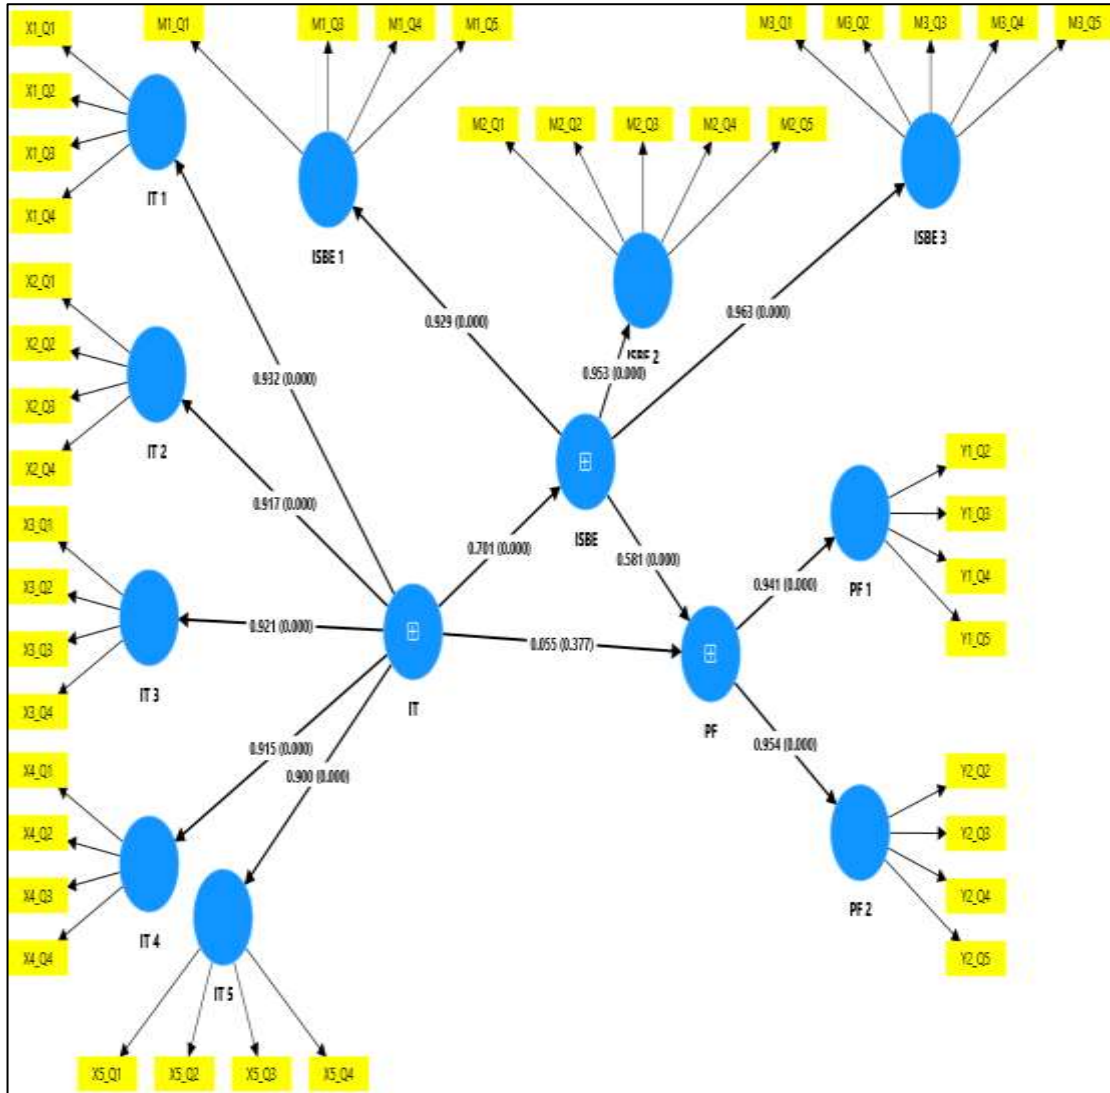 X1_Q1
X1_Q2
X1_Q3
X1_Q4
IT 1
M1_Q1
M1_Q3
M1_Q4
M1_Q5
ISBE 1
M2_Q1
M2_Q2
M2_Q3
M2_Q4
M2_Q5
ISBE 2
M3_Q1
M3_Q2
M3_Q3
M3_Q4
M3_Q5
ISBE 3
X2_Q1
X2_Q2
X2_Q3
X2_Q4
IT 2
0.932 (0.000)
0.929 (0.000)
0.953 (0.000)
0.963 (0.000)
0.917 (0.000)
ISBE
0.701 (0.000)
0.581 (0.000)
X3_Q1
X3_Q2
X3_Q3
X3_Q4
IT 3
0.921 (0.000)
IT
0.055 (0.377)
PF
0.941 (0.000)
PF 1
Y1_Q2
Y1_Q3
Y1_Q4
Y1_Q5
0.915 (0.000)
0.900 (0.000)
0.954 (0.000)
X4_Q1
X4_Q2
X4_Q3
X4_Q4
IT 4
IT 5
PF 2
Y2_Q2
Y2_Q3
Y2_Q4
Y2_Q5
X5_Q1
X5_Q2
X5_Q3
X5_Q4